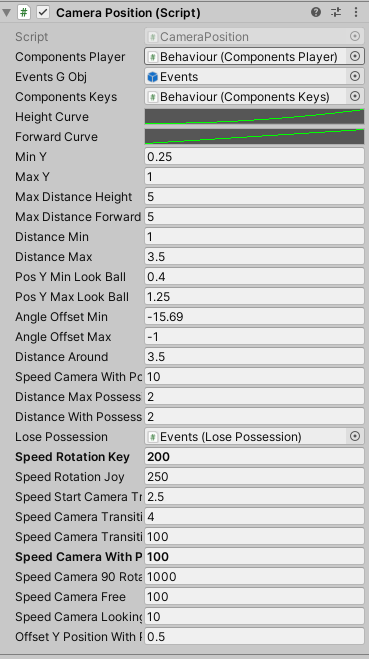 Camera Position (Script)
Script CameraPosition
Components Player Behaviour (Components Player)
Events G Obj Events
Components Keys Behaviour (Components Keys)
Height Curve
Forward Curve
Min Y 0.25
Max Y 1
Max Distance Height 5
Max Distance Forward 5
Distance Min 1
Distance Max 3.5
Pos Y Min Look Ball 0.4
Pos Y Max Look Ball 1.25
Angle Offset Min -15.69
Angle Offset Max -1
Distance Around 3.5
Speed Camera With Po 10
Distance Max Possess 2
Distance With Possess 2
Lose Possession Events (Lose Possession)
Speed Rotation Key 200
Speed Rotation Joy 250
Speed Start Camera Tr 2.5
Speed Camera Transiti 4
Speed Camera Transiti 100
Speed Camera With P 100
Speed Camera 90 Rota 1000
Speed Camera Free 100
Speed Camera Looking 10
Offset Y Position With 0.5